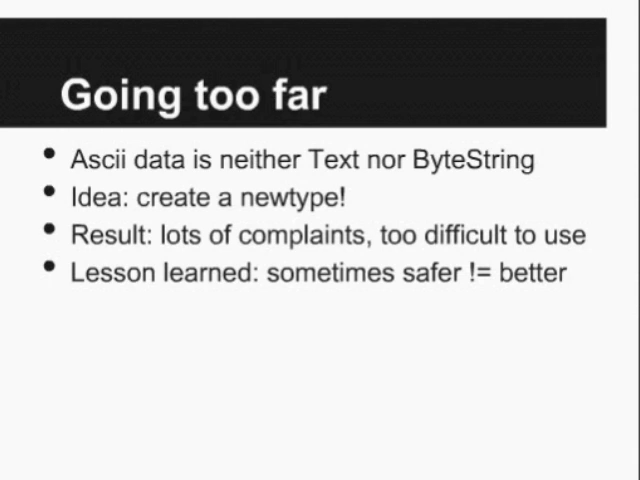 Going too far
• Ascii data is neither Text nor ByteString
• Idea: create a newtype!
• Result: lots of complaints, too difficult to use
• Lesson learned: sometimes safer != better